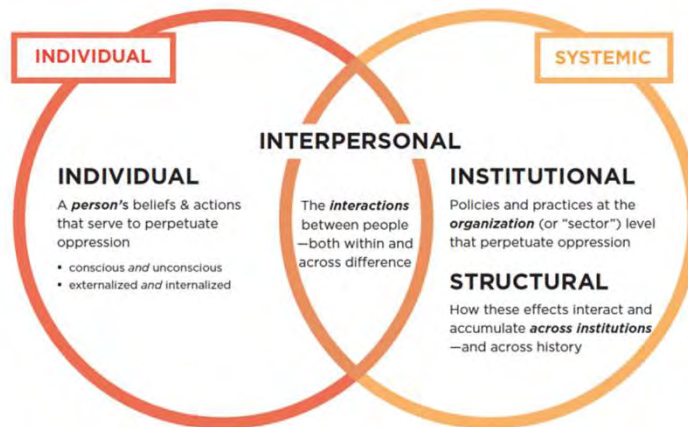 INDIVIDUAL
SYSTEMIC
INTERPERSONAL
INDIVIDUAL
A person's beliefs & actions
that serve to perpetuate
oppression
• conscious and unconscious
• externalized and internalized
The interactions
between people
—both within and
across difference
INSTITUTIONAL
Policies and practices at the
organization (or “sector”) level
that perpetuate oppression
STRUCTURAL
How these effects interact and
accumulate across institutions
—and across history